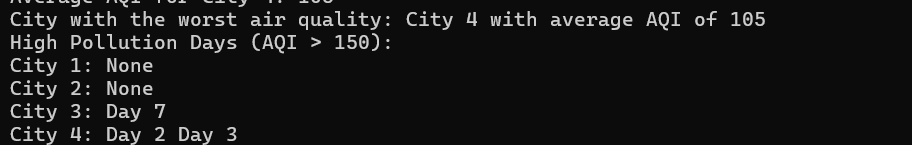 City with the worst air quality: City 4 with average AQI of 105
High Pollution Days (AQI > 150):
City 1: None
City 2: None
City 3: Day 7
City 4: Day 2 Day 3